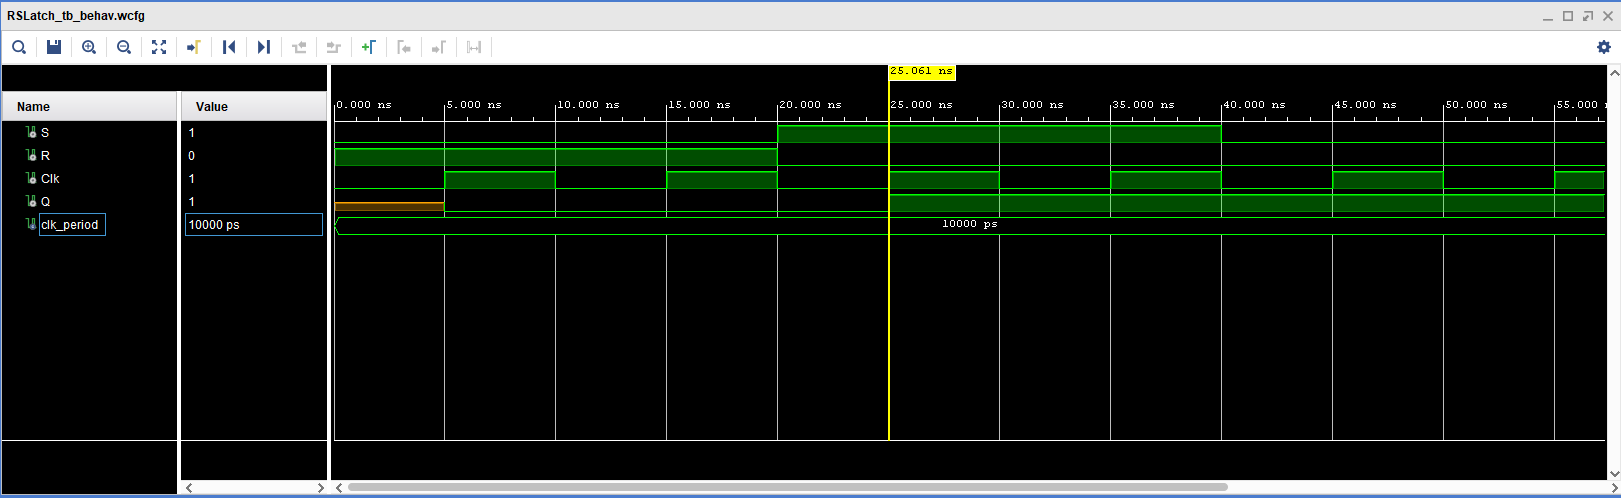 RSLatch_tb_behav.wcfg
25.061 ns
Name Value
0.000 ns 5.000 ns 10.000 ns 15.000 ns 20.000 ns 25.000 ns 30.000 ns 35.000 ns 40.000 ns 45.000 ns 50.000 ns 55.000
S 1
R 0
Clk 1
Q 1
clk_period 10000 ps 10000 ps